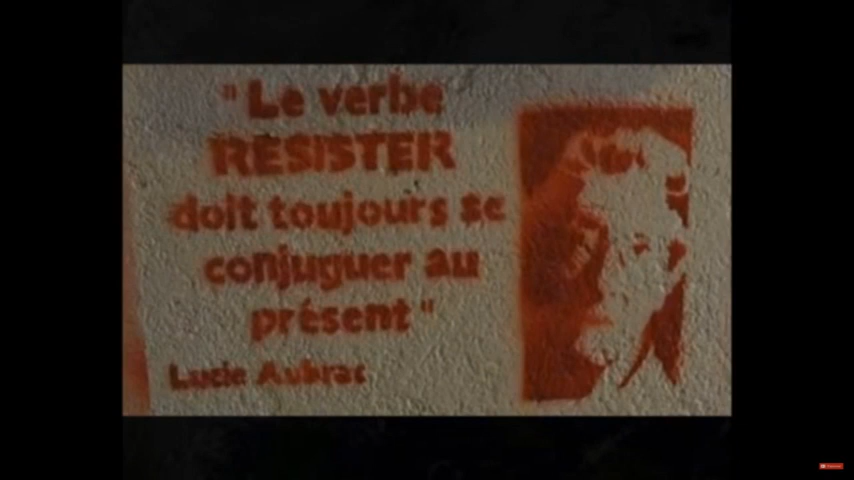 "Le verbe
RESISTER
doit toujours se
conjuguer au
présent"
Lucie Aubrac